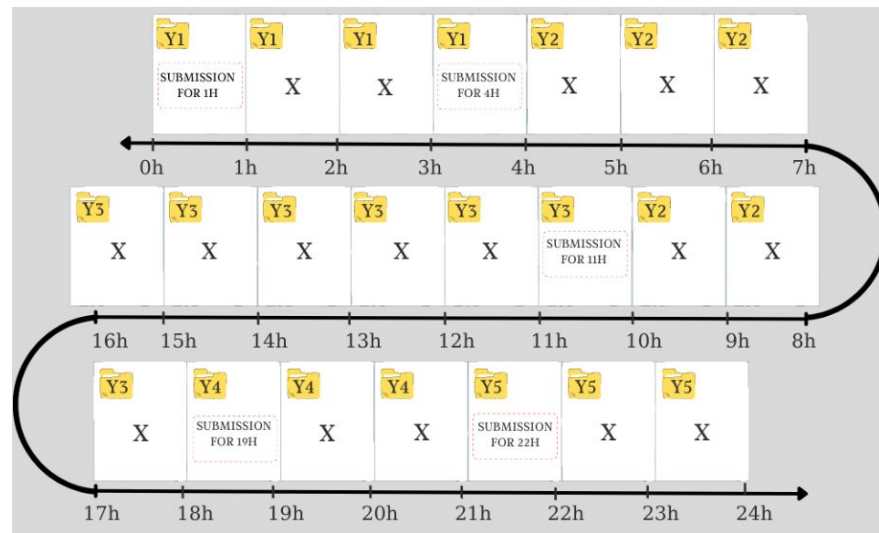 Y1 Y1 Y1 Y1 Y2 Y2 Y2
SUBMISSION
FOR 1H
X
X
SUBMISSION
FOR 4H
X
X
X
0h 1h 2h 3h 4h 5h 6h 7h
Y3 Y3 Y3 Y3 Y3 Y3 Y2 Y2
X
X
X
X
X
SUBMISSION
FOR 11H
X
X
16h 15h 14h 13h 12h 11h 10h 9h 8h
Y3 Y4 Y4 Y4 Y5 Y5 Y5
X
SUBMISSION
FOR 19H
X
X
SUBMISSION
FOR 22H
X
X
17h 18h 19h 20h 21h 22h 23h 24h